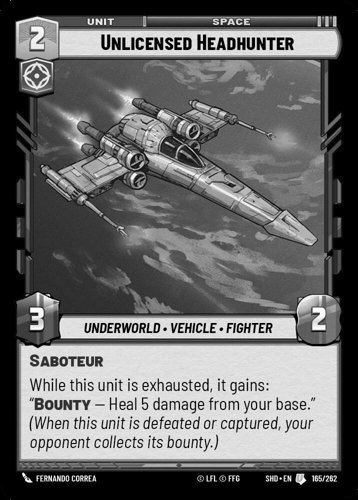 UNIT SPACE
2 UNLICENSED HEADHUNTER
3 2
UNDERWORLD • VEHICLE • FIGHTER
SABOTEUR
While this unit is exhausted, it gains:
“BOUNTY – Heal 5 damage from your base.”
(When this unit is defeated or captured, your
opponent collects its bounty.)
FERNANDO CORREA © LFL © FFG SHD • EN 165/262